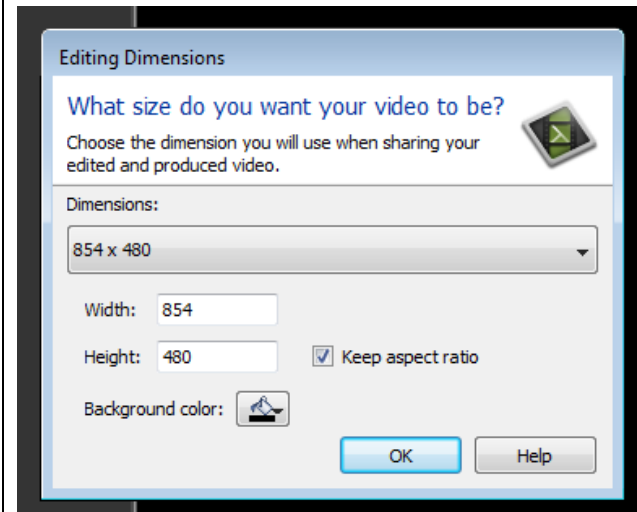 Editing Dimensions
What size do you want your video to be?
Choose the dimension you will use when sharing your
edited and produced video.
Dimensions:
854 x 480
Width: 854
Height: 480 Keep aspect ratio
Background color:
OK Help